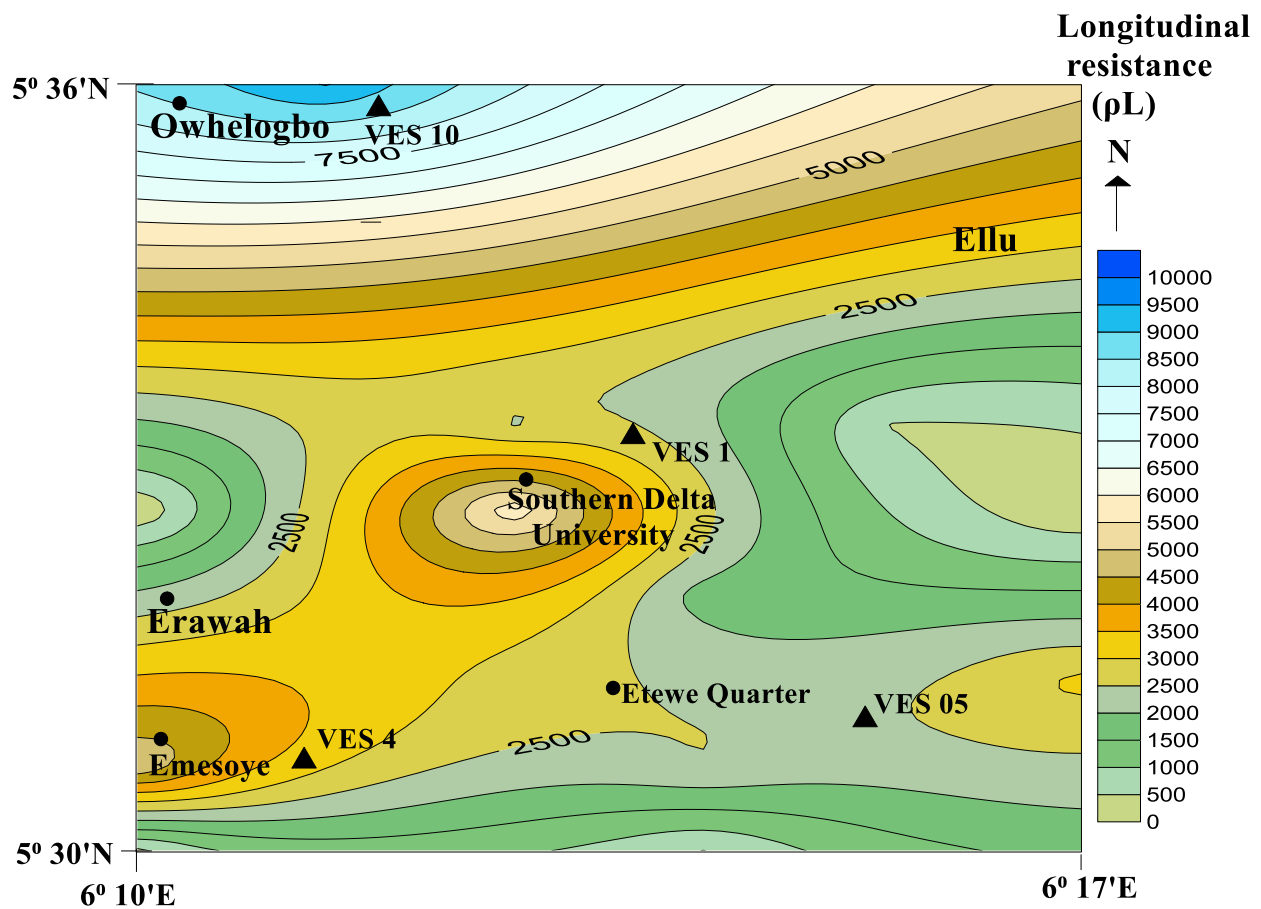 Longitudinal
resistance
(ρL)
N
5º 36'N
Owhelogbo
VES 10
7500
5000
Ellu
2500
10000
9500
9000
8500
8000
7500
7000
6500
6000
5500
5000
4500
4000
3500
3000
2500
2000
1500
1000
500
0
VES 1
Southern Delta
University
2500
2500
Erawah
Etewe Quarter
VES 05
VES 4
2500
Emesoye
5º 30'N
6º 10'E
6º 17'E